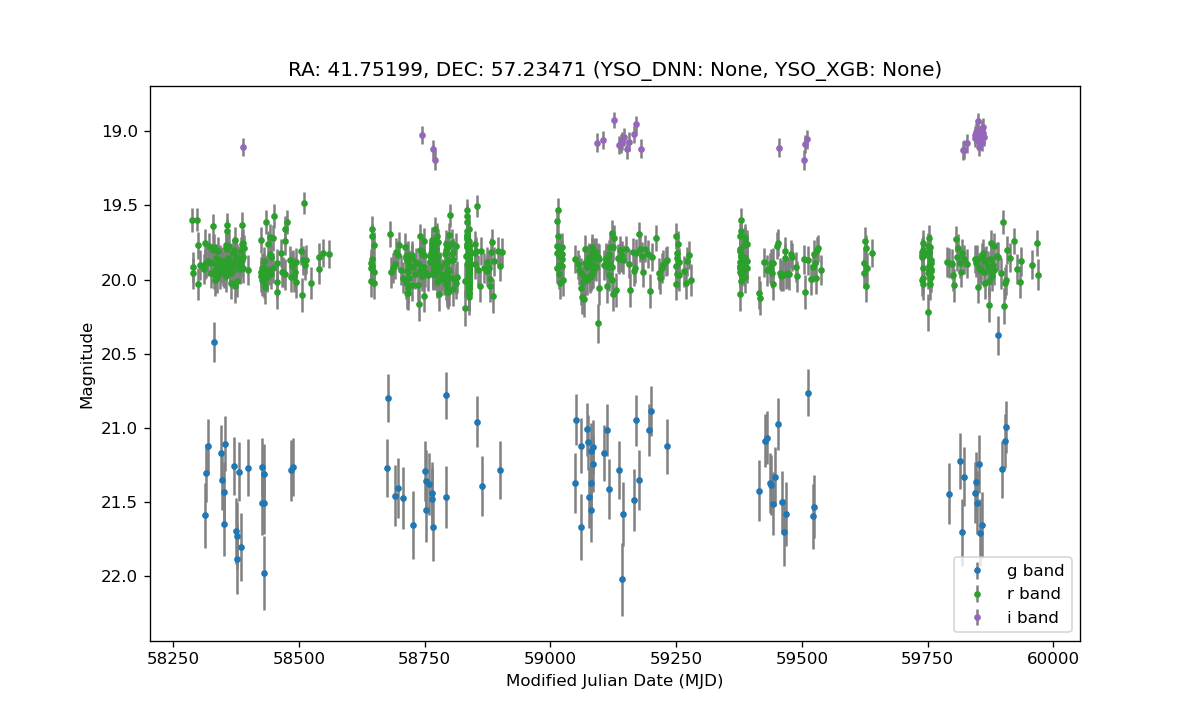 RA: 41.75199, DEC: 57.23471 (YSO_DNN: None, YSO_XGB: None)
19.0
19.5
20.0
20.5
21.0
21.5
22.0
Magnitude
g band
r band
i band
58250 58500 58750 59000 59250 59500 59750 60000
Modified Julian Date (MJD)